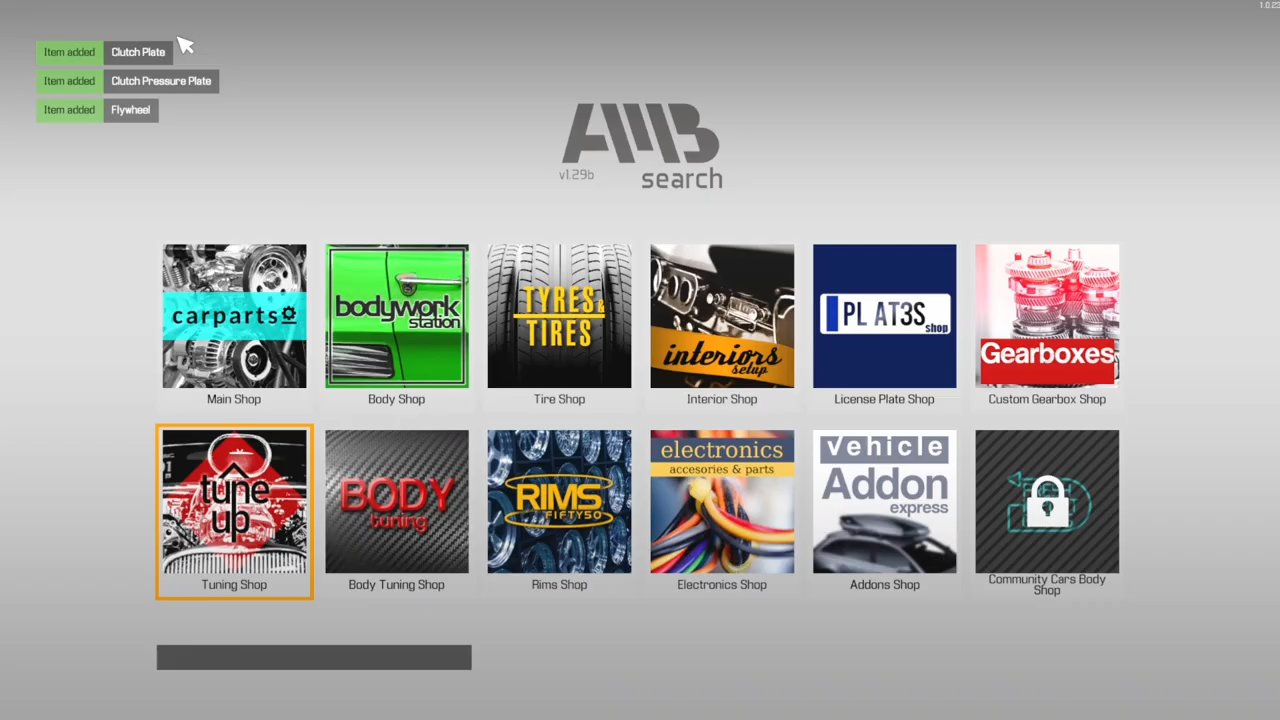 1.0.23
Item added Clutch Plate
Item added Clutch Pressure Plate
Item added Flywheel
AMB
v1.29b
search
carparts
bodywork
station
TYRES &
TIRES
interiors
setup
PL AT3S
shop
Gearboxes
Main Shop
Body Shop
Tire Shop
Interior Shop
License Plate Shop
Custom Gearbox Shop
tune
up
BODY
tuning
RIMS
FIFTY50
electronics
accesories & parts
vehicle
Addon
express
Tuning Shop
Body Tuning Shop
Rims Shop
Electronics Shop
Addons Shop
Community Cars Body
Shop